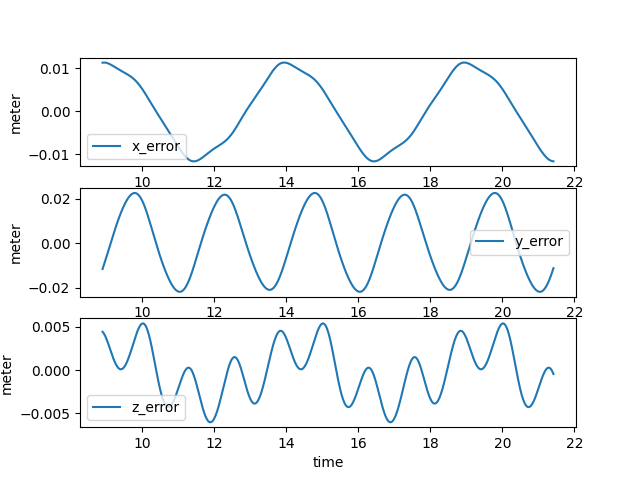 0.01
0.00
−0.01
meter
x_error
10 12 14 16 18 20 22
0.02
0.00
−0.02
meter
y_error
10 12 14 16 18 20 22
0.005
0.000
−0.005
meter
z_error
10 12 14 16 18 20 22
time